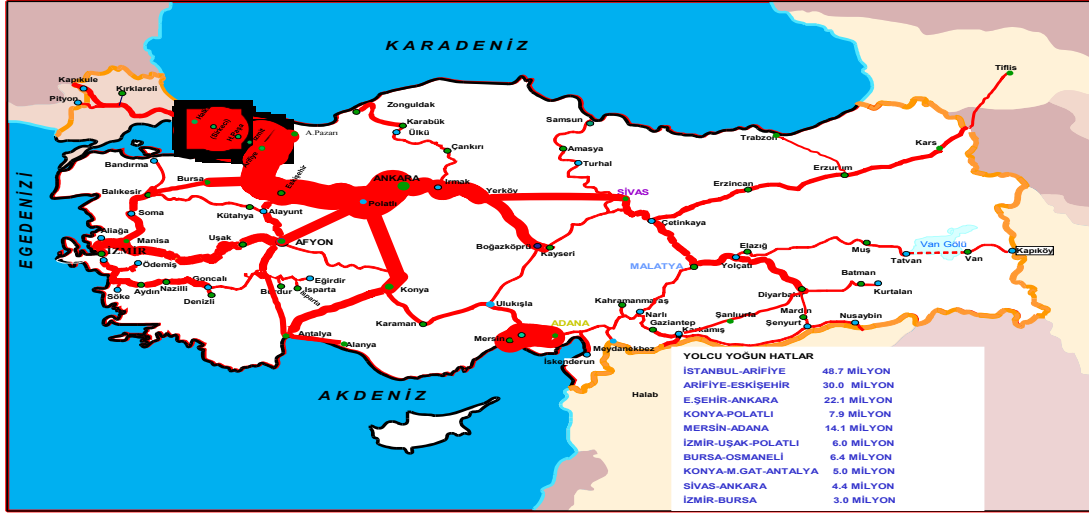 KARADENİZ
Tiflis
Kapıkule
Kırklareli
Pityon
Zonguldak
Karabük
Ülkü
A.Pazarı
Samsun
Trabzon
Kars
Çankırı
Amasya
Turhal
Erzurum
Bandırma
Bursa
Eskişehir
ANKARA
Irmak
Yerköy
SİVAS
Erzincan
Balıkesir
Polatlı
Soma
Kütahya
Alayunt
Çetinkaya
EGEDENİZİ
Aliağa
Manisa
Uşak
AFYON
Boğazköprü
Kayseri
Elazığ
Muş
Van Gölü
İZMİR
Yolçatı
Tatvan
Van
Kapıköy
Ödemiş
MALATYA
Goncalı
Eğirdir
Batman
Söke
Aydın
Nazilli
Denizli
Burdur
Isparta
Isparta
Konya
Diyarbakır
Kurtalan
Ulukışla
Kahramanmaraş
Narlı
Mardin
Karaman
ADANA
Gaziantep
Şanlıurfa
Şenyurt
Nusaybin
Antalya
Alanya
Mersin
Karkamış
Meydanekbez
İskenderun
AKDENİZ
Halab
YOLCU YOĞUN HATLAR
İSTANBUL-ARİFİYE 48.7 MİLYON
ARİFİYE-ESKİŞEHİR 30.0 MİLYON
E.ŞEHİR-ANKARA 22.1 MİLYON
KONYA-POLATLI 7.9 MİLYON
MERSİN-ADANA 14.1 MİLYON
İZMİR-UŞAK-POLATLI 6.0 MİLYON
BURSA-OSMANELİ 6.4 MİLYON
KONYA-M.GAT-ANTALYA 5.0 MİLYON
SİVAS-ANKARA 4.4 MİLYON
İZMİR-BURSA 3.0 MİLYON